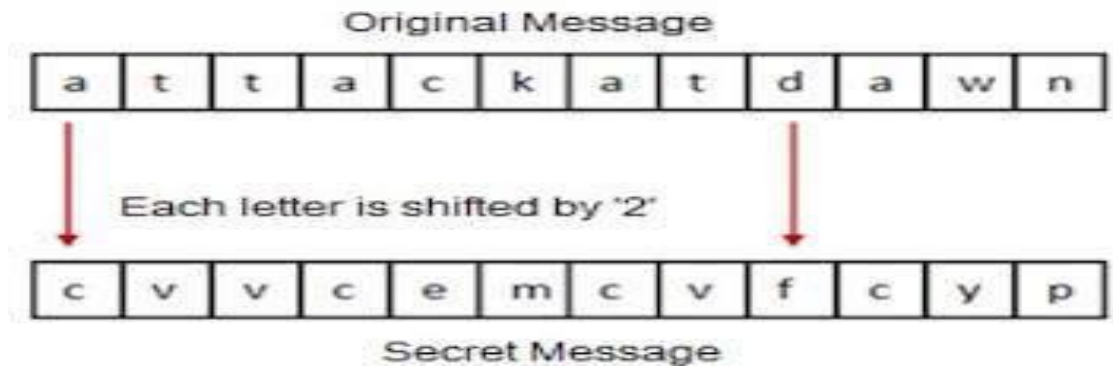 Original Message
a t t a c k a t d a w n
Each letter is shifted by '2'
c v v c e m c v f c y p
Secret Message